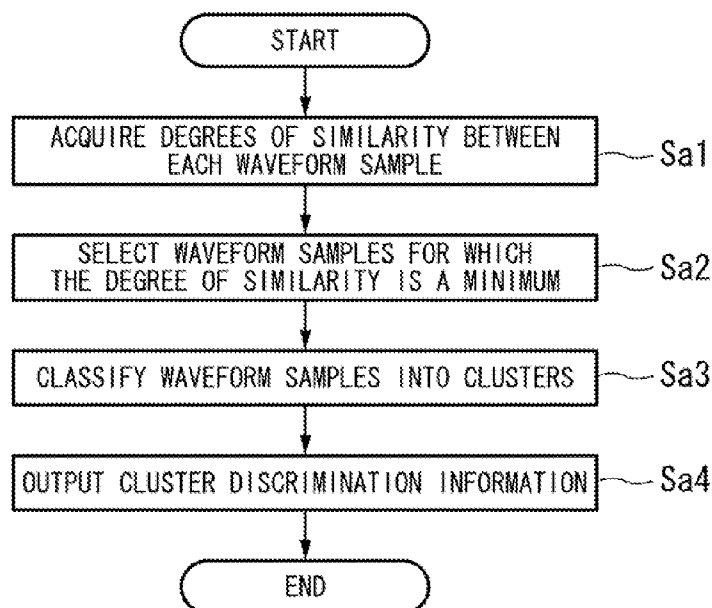 START
ACQUIRE DEGREES OF SIMILARITY BETWEEN
EACH WAVEFORM SAMPLE
Sa1
SELECT WAVEFORM SAMPLES FOR WHICH
THE DEGREE OF SIMILARITY IS A MINIMUM
Sa2
CLASSIFY WAVEFORM SAMPLES INTO CLUSTERS
Sa3
OUTPUT CLUSTER DISCRIMINATION INFORMATION
Sa4
END